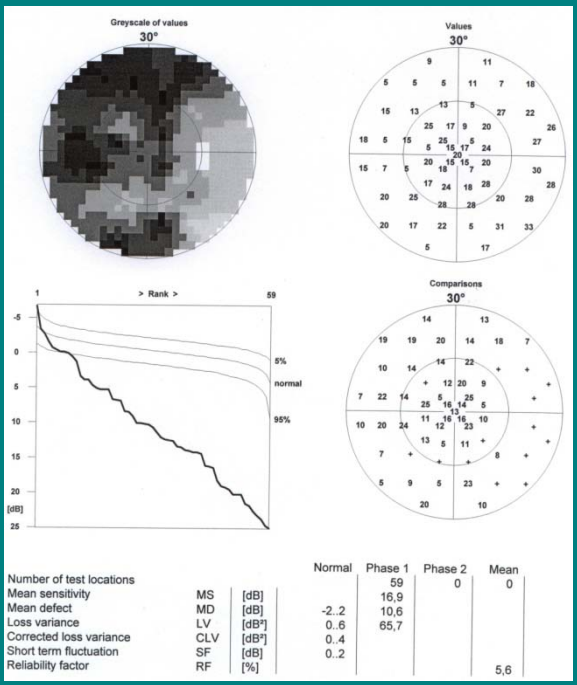 Greyscale of values
30°
Values
30°
9 11
5 5 5 11 7 18
15 13 13 5 27 22
25 17 9 20 26
18 5 15 25 5 27
5 15 17 24
20
20 15 15 20
15 7 5 18 7 30
17 24 18 28 28
20 25 28 28 20 28
20 17 22 5 31 33
5 17
1 > Rank > 59
-5
0
5
10
15
20
[dB]
25
5%
normal
95%
Comparisons
30°
14 13
19 19 20 14 18 7
10 14 14 22 + +
+ 12 20 9 +
7 22 14 5 25 +
25 16 14 5
13
11 16 16 10
10 20 24 12 23 +
13 5 11 + +
7 + + 8 +
5 9 5 23 + +
20 10
Normal Phase 1 Phase 2 Mean
Number of test locations 59 0 0
Mean sensitivity MS [dB] 16,9
Mean defect MD [dB] -2..2 10,6
Loss variance LV [dB²] 0..6 65,7
Corrected loss variance CLV [dB²] 0..4
Short term fluctuation SF [dB] 0..2
Reliability factor RF [%] 5,6